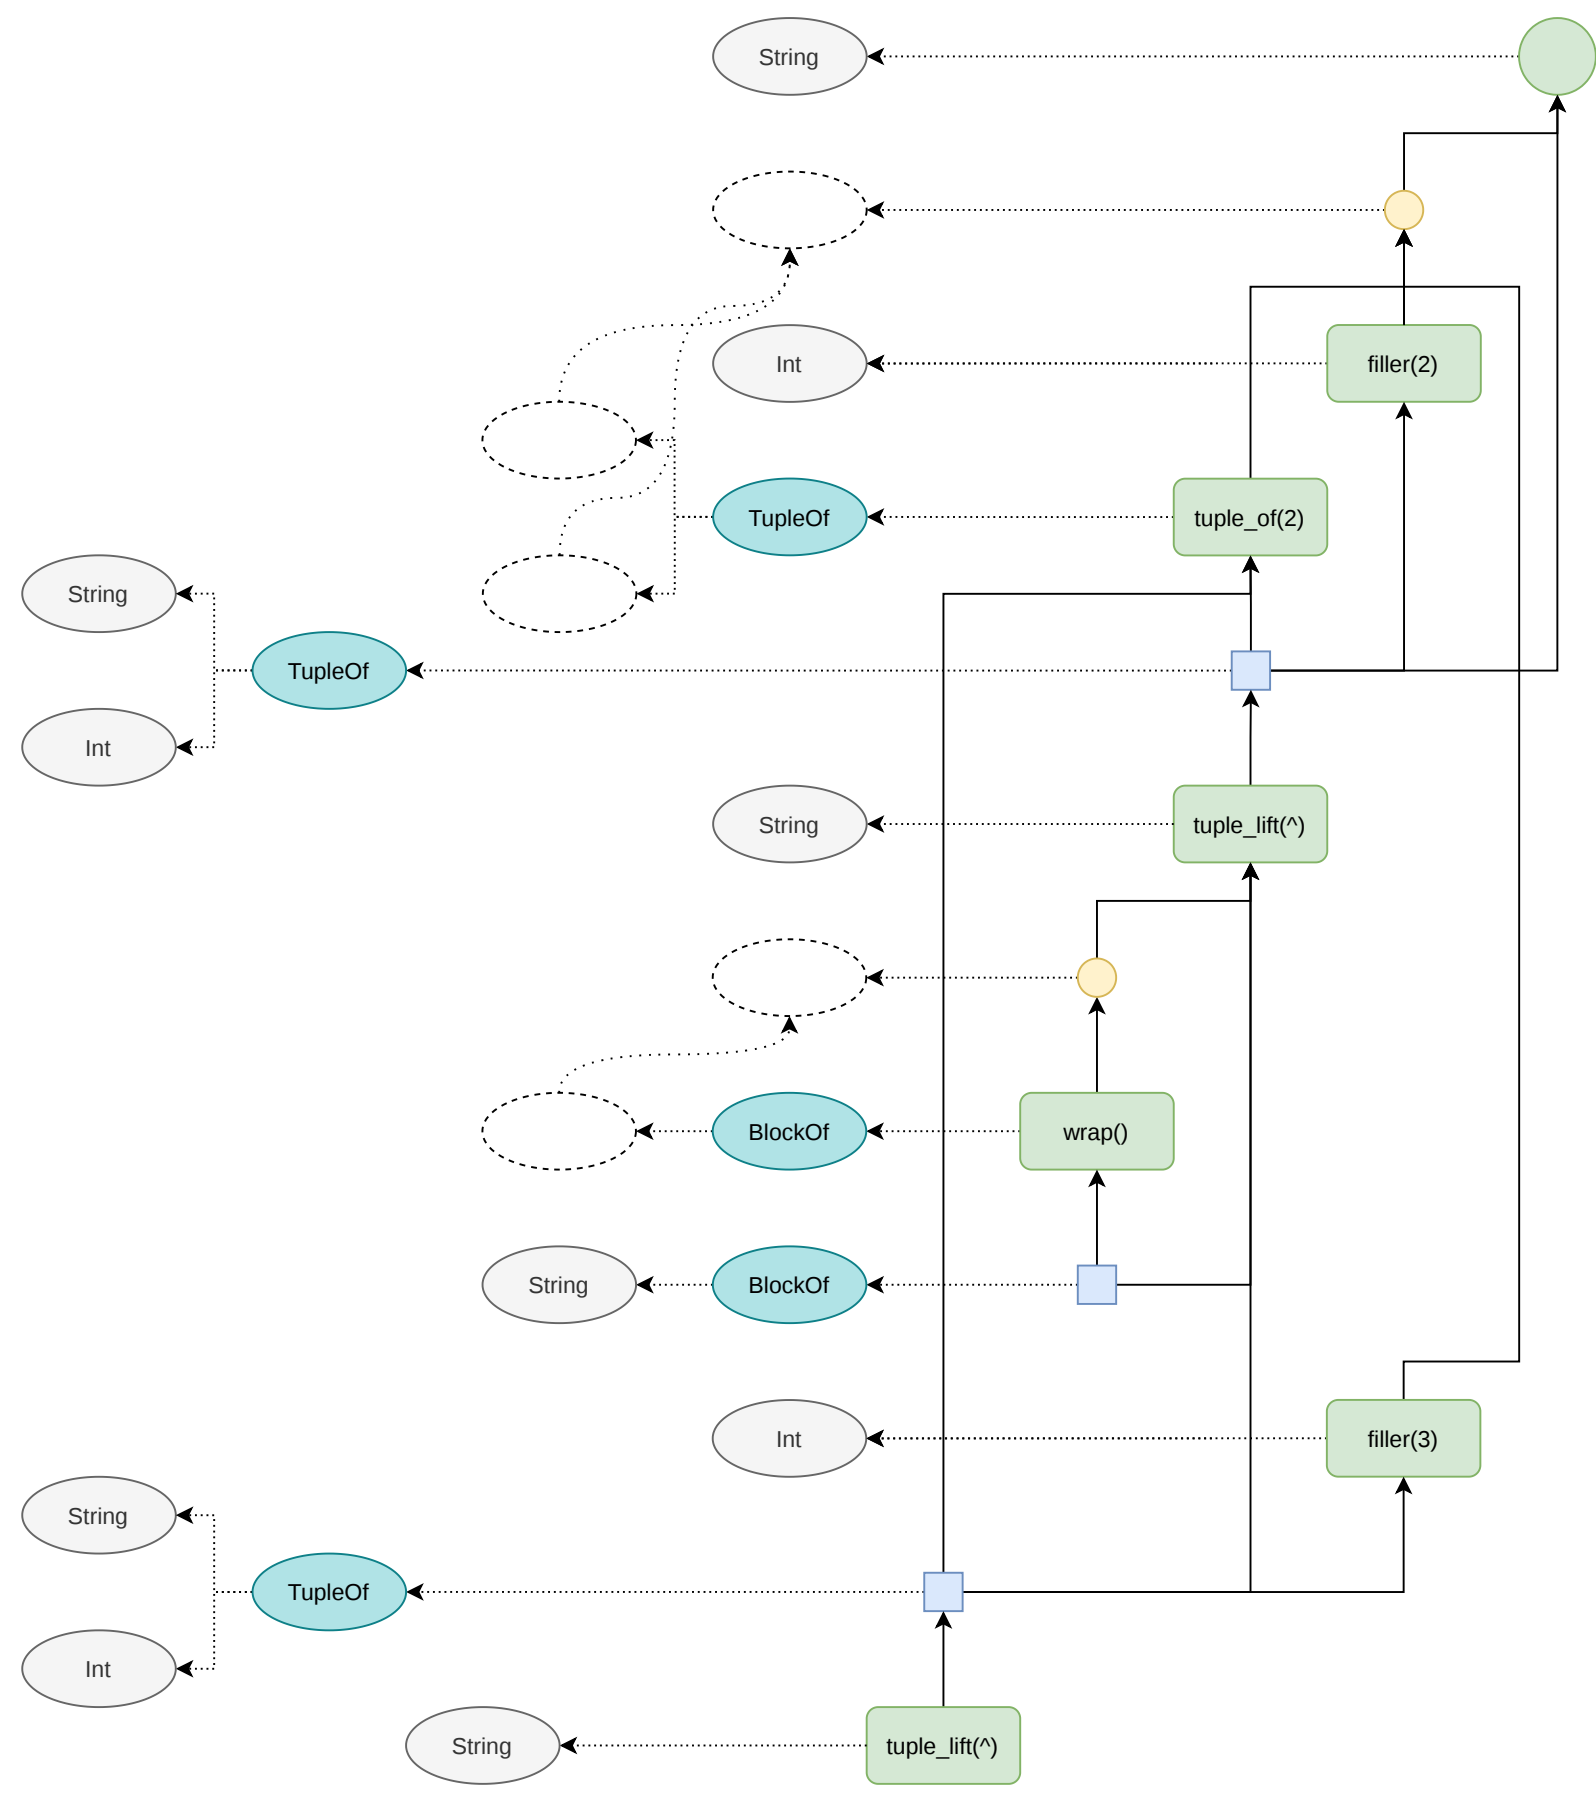 String
Int
filler(2)
TupleOf
tuple_of(2)
String
TupleOf
Int
String
tuple_lift(^)
BlockOf
wrap()
String
BlockOf
Int
filler(3)
String
TupleOf
Int
String
tuple_lift(^)